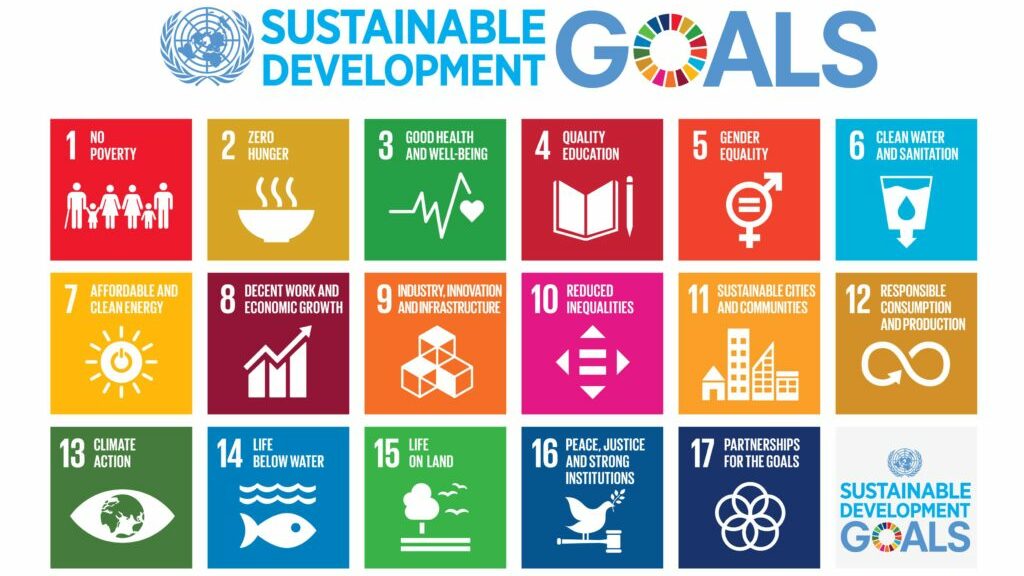 SUSTAINABLE
DEVELOPMENT
GOALS
1 NO
POVERTY
2 ZERO
HUNGER
3 GOOD HEALTH
AND WELL-BEING
4 QUALITY
EDUCATION
5 GENDER
EQUALITY
6 CLEAN WATER
AND SANITATION
7 AFFORDABLE AND
CLEAN ENERGY
8 DECENT WORK AND
ECONOMIC GROWTH
9 INDUSTRY, INNOVATION
AND INFRASTRUCTURE
10 REDUCED
INEQUALITIES
11 SUSTAINABLE CITIES
AND COMMUNITIES
12 RESPONSIBLE
CONSUMPTION
AND PRODUCTION
13 CLIMATE
ACTION
14 LIFE
BELOW WATER
15 LIFE
ON LAND
16 PEACE, JUSTICE
AND STRONG
INSTITUTIONS
17 PARTNERSHIPS
FOR THE GOALS
SUSTAINABLE
DEVELOPMENT
GOALS